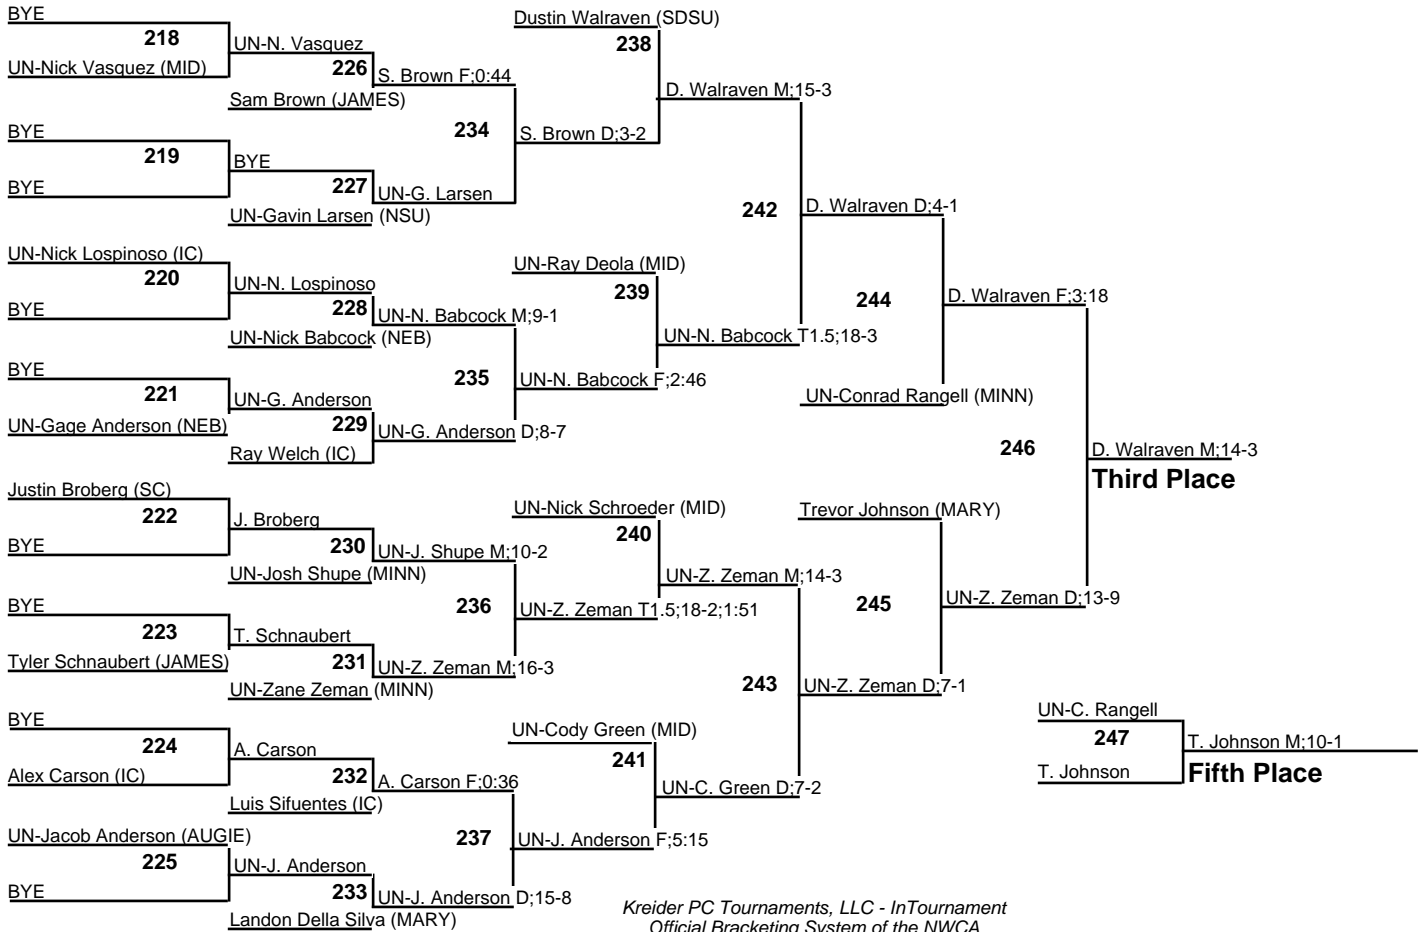 BYE
218
UN-Nick Vasquez (MID)
BYE
219
BYE
UN-Nick Lospinoso (IC)
220
BYE
BYE
221
UN-Gage Anderson (NEB)
Justin Broberg (SC)
222
BYE
BYE
223
Tyler Schnaubert (JAMES)
BYE
224
Alex Carson (IC)
UN-Jacob Anderson (AUGIE)
225
BYE
UN-N. Vasquez
226
Sam Brown (JAMES)
BYE
227
UN-Gavin Larsen (NSU)
UN-N. Lospinoso
228
UN-Nick Babcock (NEB)
UN-G. Anderson
229
Ray Welch (IC)
J. Broberg
230
UN-Josh Shupe (MINN)
T. Schnaubert
231
UN-Zane Zeman (MINN)
A. Carson
232
Luis Sifuentes (IC)
UN-J. Anderson
233
Landon Della Silva (MARY)
S. Brown F;0:44
234
UN-G. Larsen
UN-N. Babcock M;9-1
235
UN-G. Anderson D;8-7
UN-J. Shupe M;10-2
236
UN-Z. Zeman M;16-3
A. Carson F;0:36
237
UN-J. Anderson D;15-8
Dustin Walraven (SDSU)
238
S. Brown D;3-2
UN-Ray Deola (MID)
239
UN-N. Babcock F;2:46
UN-Nick Schroeder (MID)
240
UN-Z. Zeman T1.5;18-2;1:51
UN-Cody Green (MID)
241
UN-J. Anderson F;5:15
D. Walraven M;15-3
242
UN-N. Babcock T1.5;18-3
UN-Z. Zeman M;14-3
243
UN-C. Green D;7-2
D. Walraven D;4-1
244
UN-Conrad Rangell (MINN)
Trevor Johnson (MARY)
245
UN-Z. Zeman D;7-1
D. Walraven F;3:18
246
UN-Z. Zeman D;13-9
D. Walraven M;14-3
Third Place
UN-C. Rangell
247
T. Johnson
T. Johnson M;10-1
Fifth Place
Kreider PC Tournaments, LLC - InTournament
Official Bracketing System of the NWCA